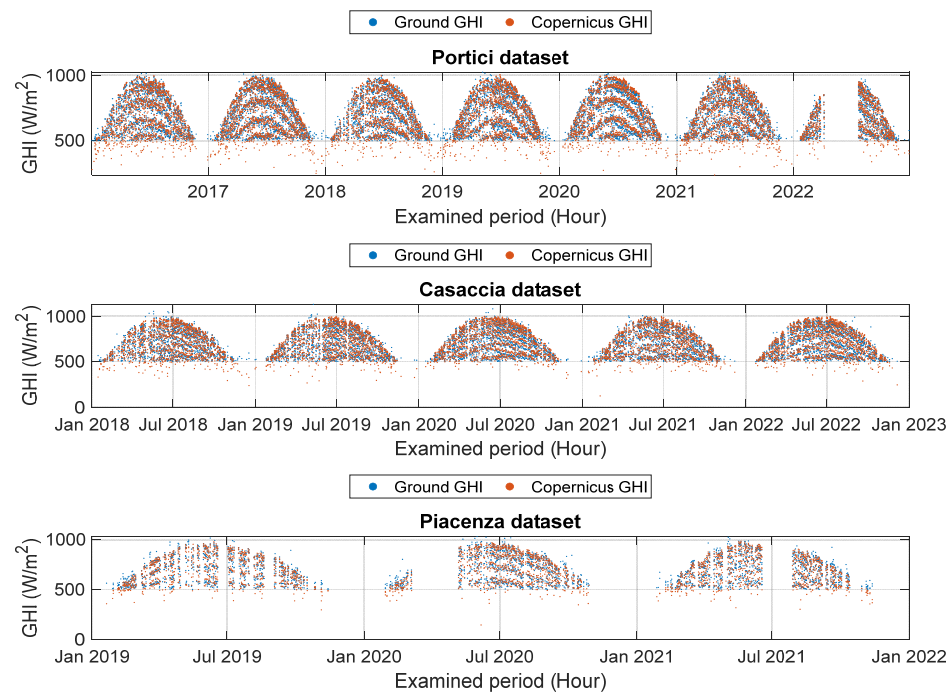 Ground GHI Copernicus GHI
Portici dataset
GHI (W/m2)
1000
500
2017 2018 2019 2020 2021 2022
Examined period (Hour)
Ground GHI Copernicus GHI
Casaccia dataset
GHI (W/m2)
1000
500
0
Jan 2018 Jul 2018 Jan 2019 Jul 2019 Jan 2020 Jul 2020 Jan 2021 Jul 2021 Jan 2022 Jul 2022 Jan 2023
Examined period (Hour)
Ground GHI Copernicus GHI
Piacenza dataset
GHI (W/m2)
1000
500
0
Jan 2019 Jul 2019 Jan 2020 Jul 2020 Jan 2021 Jul 2021 Jan 2022
Examined period (Hour)